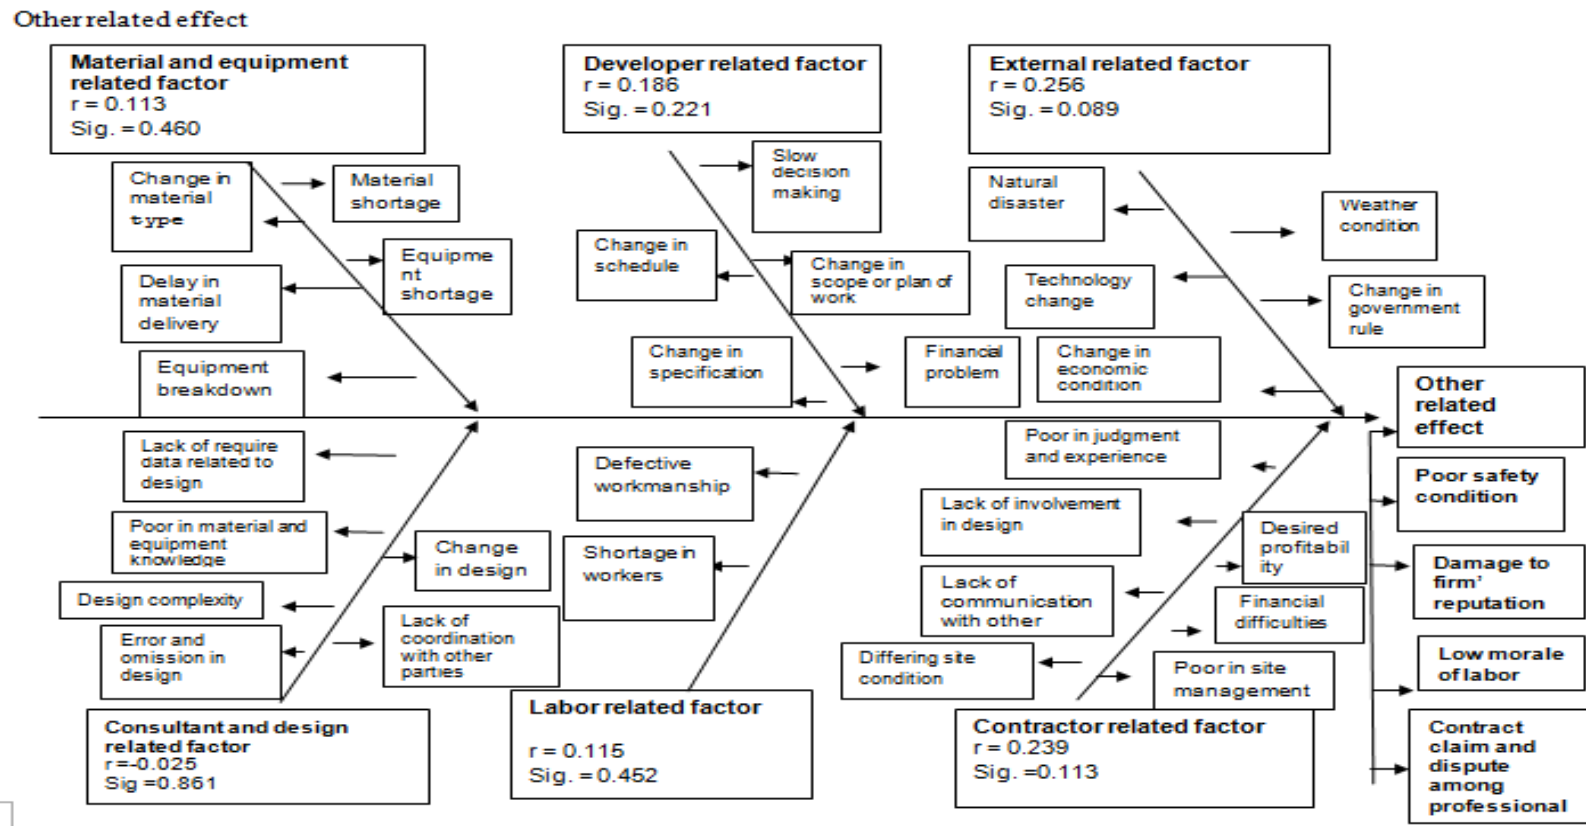 Other related effect
Material and equipment
related factor
r = 0.113
Sig. = 0.460
Developer related factor
r = 0.186
Sig. = 0.221
External related factor
r = 0.256
Sig. = 0.089
Change in
material
type
Material
shortage
Delay in
material
delivery
Equipme
nt
shortage
Equipment
breakdown
Slow
decision
making
Change in
schedule
Change in
scope or plan of
work
Change in
specification
Financial
problem
Natural
disaster
Weather
condition
Technology
change
Change in
government
rule
Change in
economic
condition
Other
related
effect
Lack of require
data related to
design
Poor in material and
equipment
knowledge
Change
in design
Design complexity
Error and
omission in
design
Lack of
coordination
with other
parties
Consultant and design
related factor
r=-0.025
Sig =0.861
Defective
workmanship
Shortage in
workers
Labor related factor
r = 0.115
Sig. = 0.452
Poor in judgment
and experience
Lack of involvement
in design
Desired
profitabil
ity
Lack of
communication
with other
Financial
difficulties
Differing site
condition
Poor in site
management
Contractor related factor
r = 0.239
Sig. =0.113
Poor safety
condition
Damage to
firm'
reputation
Low morale
of labor
Contract
claim and
dispute
among
professional